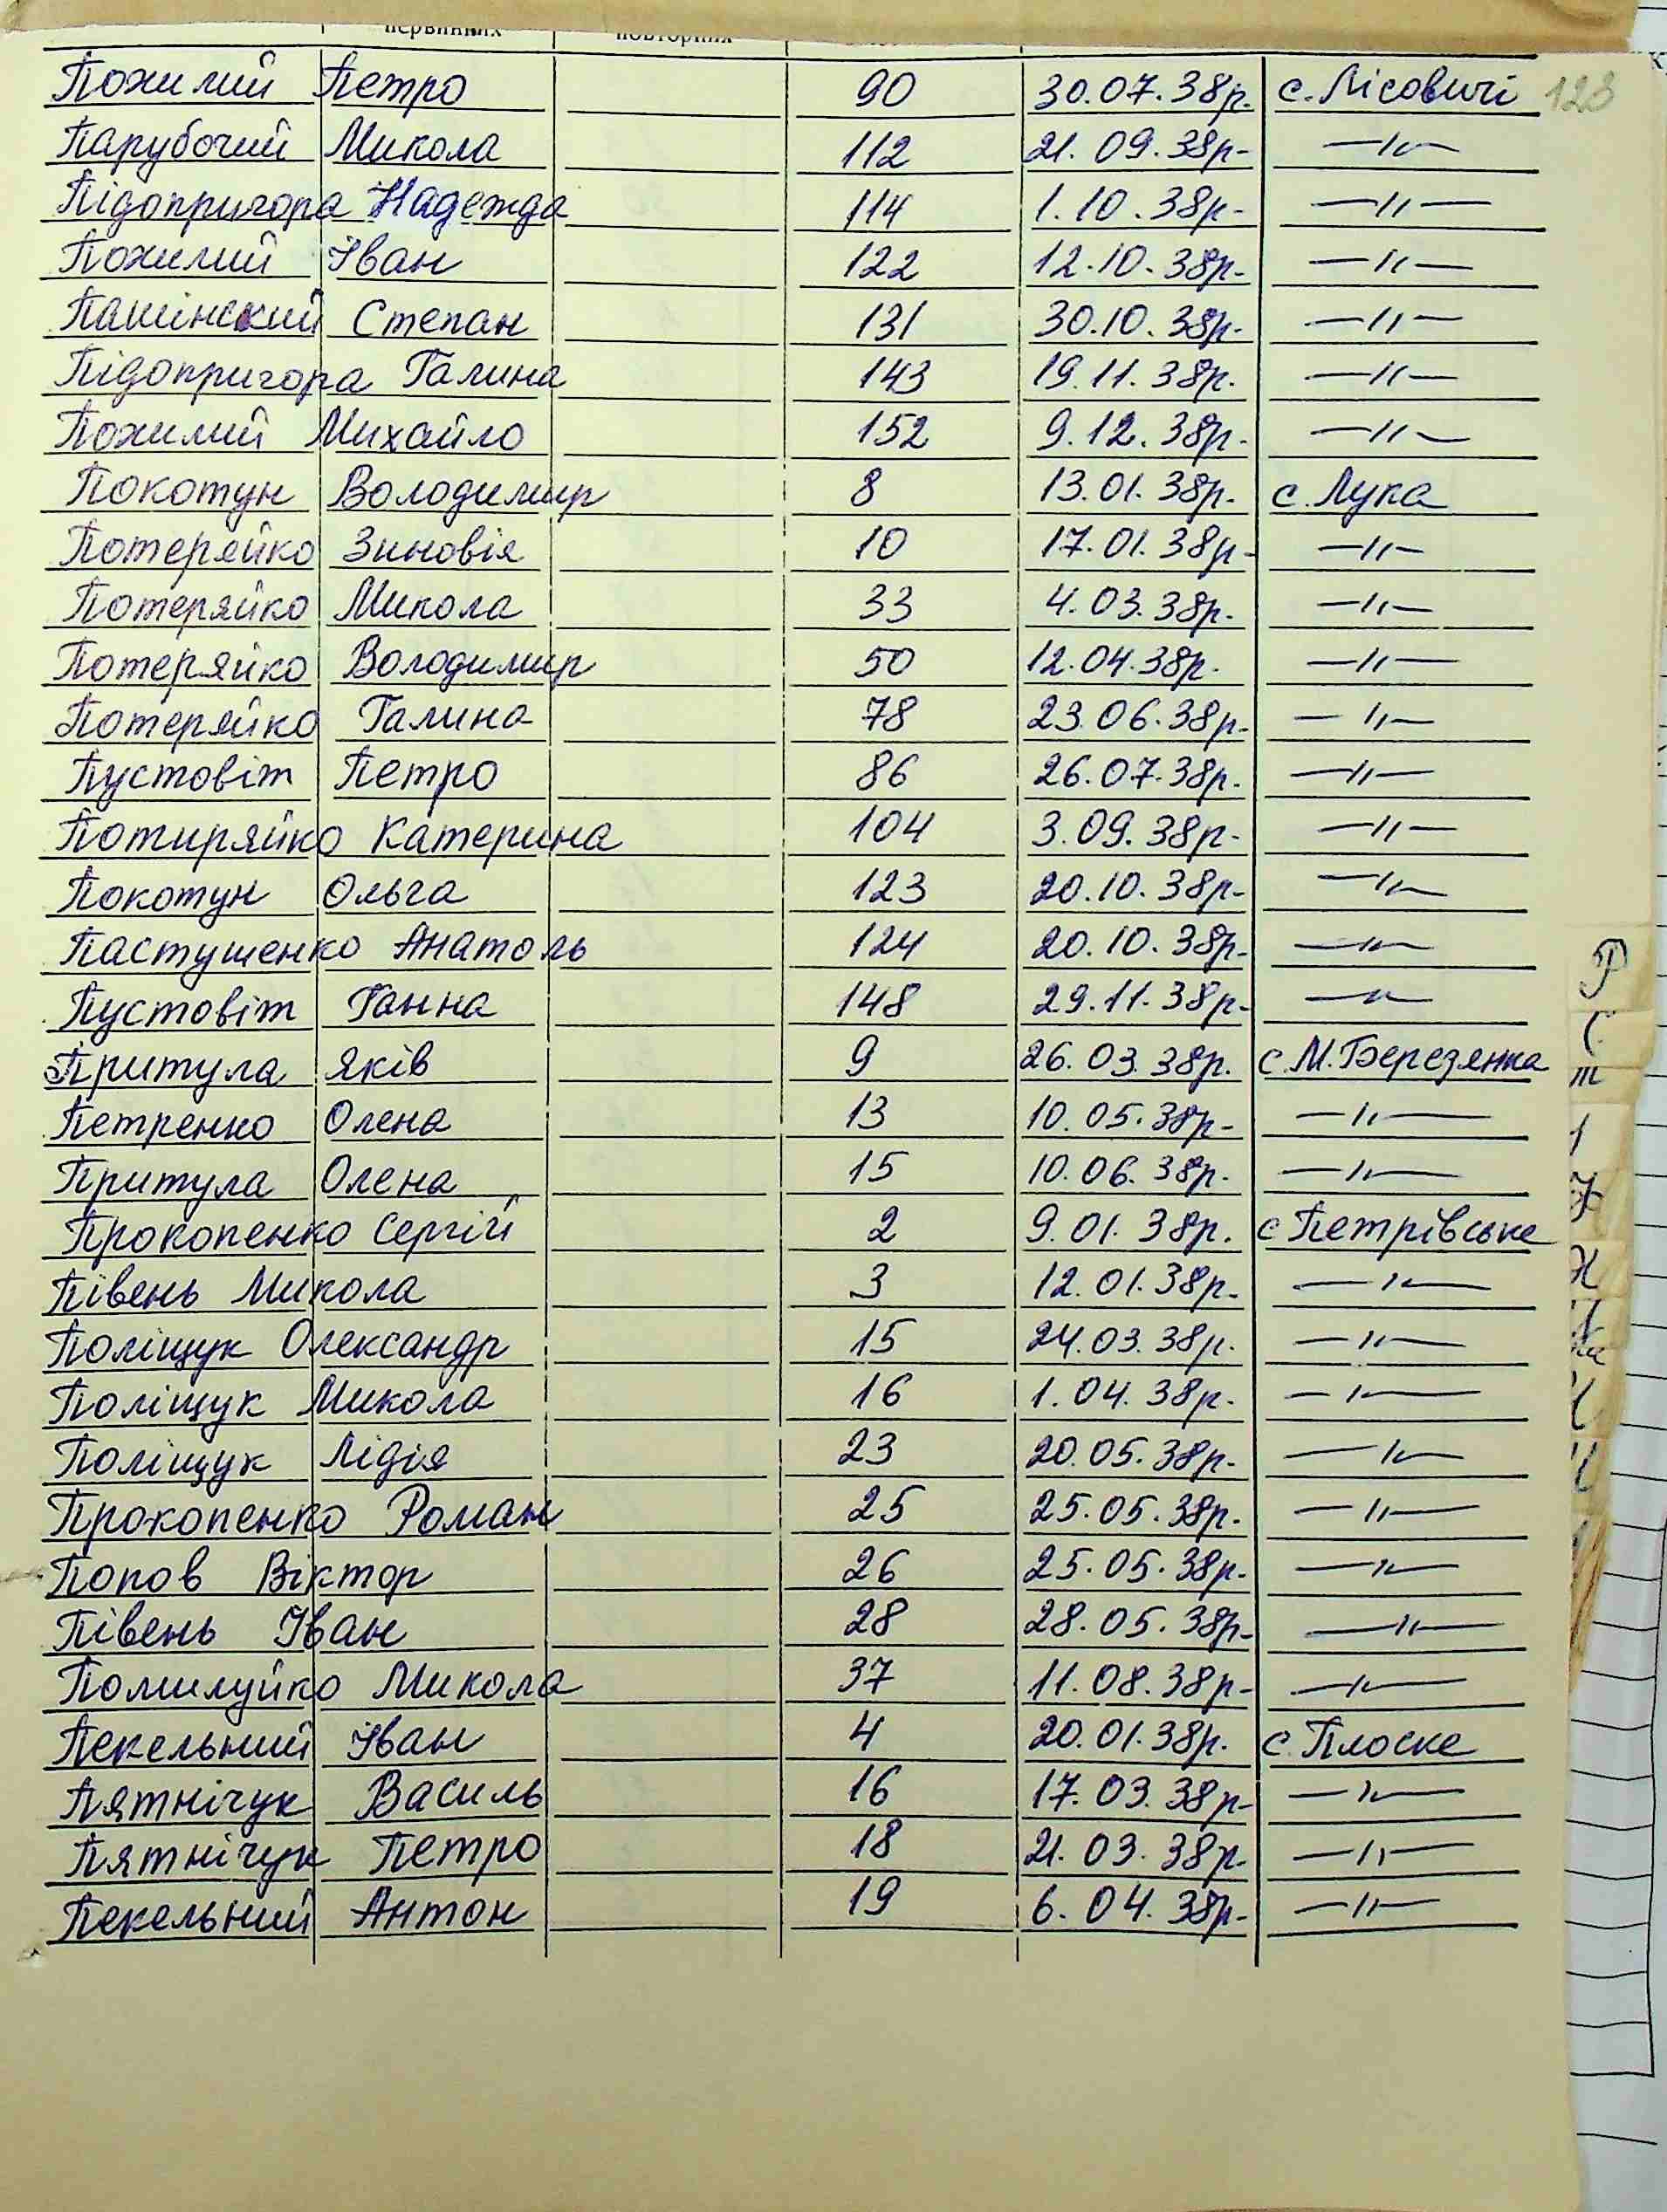 первинних повторних
Пожилий Петро 90 30.07.38р. с. Лісовичі 123
Парубочий Микола 112 21.09.38р. —〃—
Підопригора Надежда 114 1.10.38р. —〃—
Пожилий Іван 122 12.10.38р. —〃—
Пашінский Степан 131 30.10.38р. —〃—
Підопригора Галина 143 19.11.38р. —〃—
Пожилий Михайло 152 9.12.38р. —〃—
Покотун Володимир 8 13.01.38р. с. Лука
Потеряйко Зиновія 10 17.01.38р. —〃—
Потеряйко Микола 33 4.03.38р. —〃—
Потеряйко Володимир 50 12.04.38р. —〃—
Потеряйко Галина 78 23.06.38р. —〃—
Пустовіт Петро 86 26.07.38р. —〃—
Потиряйко Катерина 104 3.09.38р. —〃—
Покотун Ольга 123 20.10.38р. —〃—
Пастушенко Анатоль 124 20.10.38р. —〃—
Пустовіт Ганна 148 29.11.38р. —〃—
Притула Яків 9 26.03.38р. с. М. Березянка
Петренко Олена 13 10.05.38р. —〃—
Притула Олена 15 10.06.38р. —〃—
Прокопенко Сергій 2 9.01.38р. с Петрівське
Півень Микола 3 12.01.38р. —〃—
Поліщук Олександр 15 24.03.38р. —〃—
Поліщук Микола 16 1.04.38р. —〃—
Поліщук Лідія 23 20.05.38р. —〃—
Прокопенко Роман 25 25.05.38р. —〃—
Попов Віктор 26 25.05.38р. —〃—
Півень Іван 28 28.05.38р. —〃—
Помилуйко Микола 37 11.08.38р. —〃—
Пекельний Іван 4 20.01.38р. с. Плоске
Пятнічук Василь 16 17.03.38р. —〃—
Пятнічук Петро 18 21.03.38р. —〃—
Пекельний Антон 19 6.04.38р. —〃—